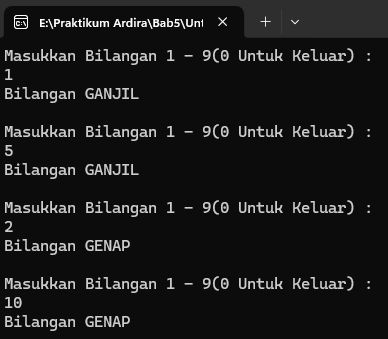 E:\Praktikum Ardira\Bab5\Unt
Masukkan Bilangan 1 - 9(0 Untuk Keluar) :
1
Bilangan GANJIL
Masukkan Bilangan 1 - 9(0 Untuk Keluar) :
5
Bilangan GANJIL
Masukkan Bilangan 1 - 9(0 Untuk Keluar) :
2
Bilangan GENAP
Masukkan Bilangan 1 - 9(0 Untuk Keluar) :
10
Bilangan GENAP